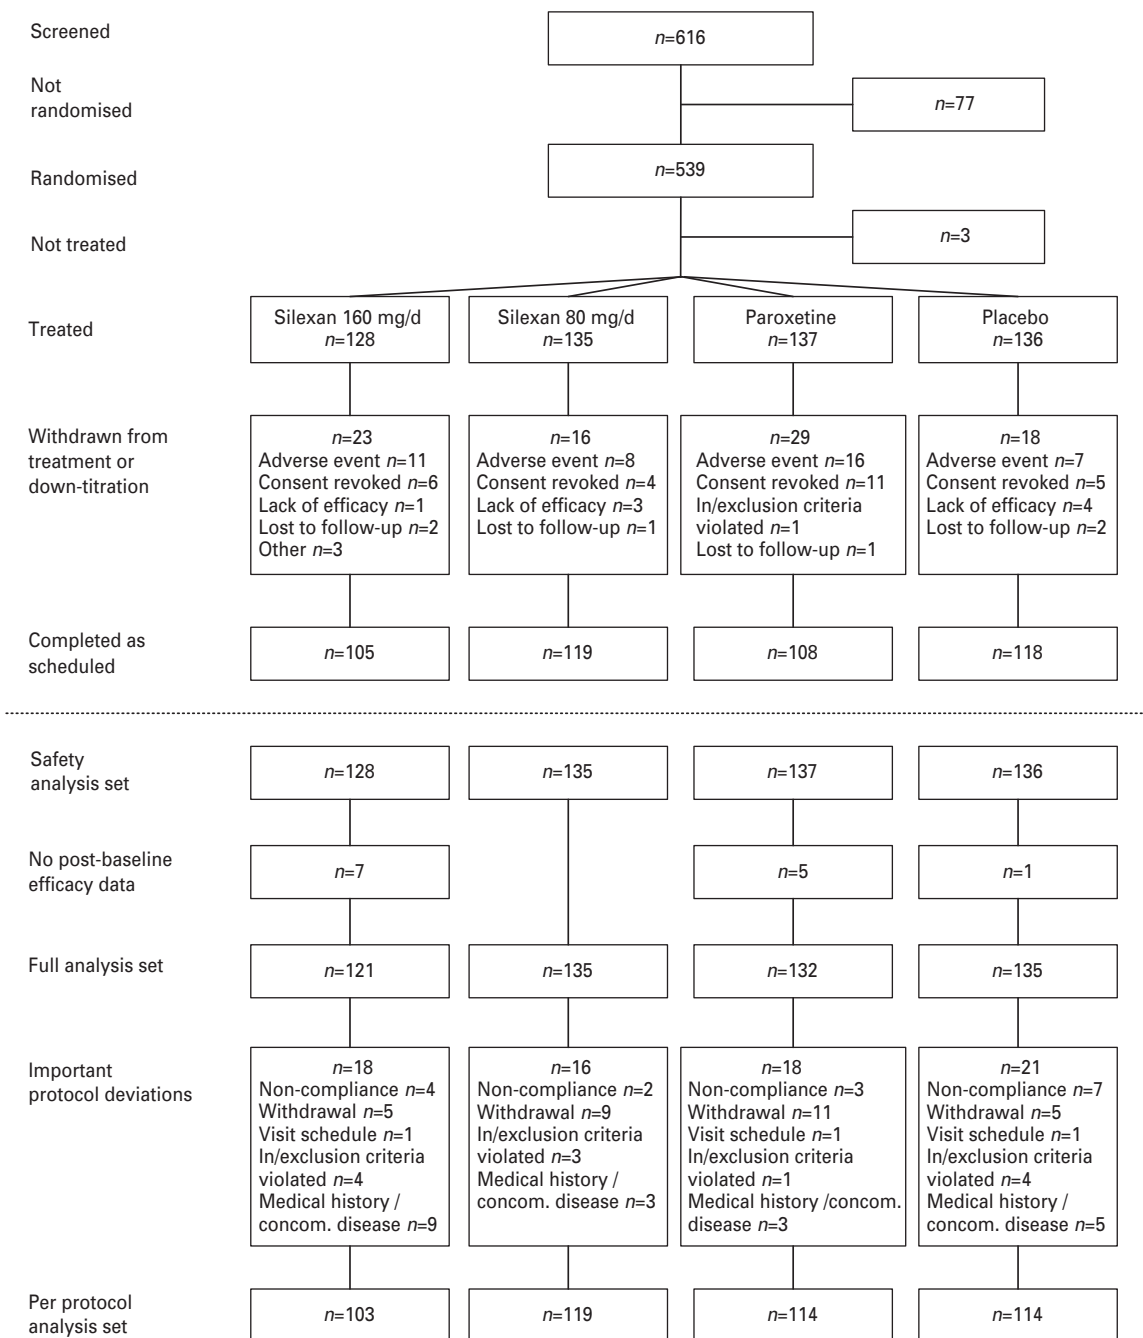 Screened
n=616
Not
randomised
n=77
Randomised
n=539
Not treated
n=3
Treated
Silexan 160 mg/d
n=128
Silexan 80 mg/d
n=135
Paroxetine
n=137
Placebo
n=136
Withdrawn from
treatment or
down-titration
n=23
Adverse event n=11
Consent revoked n=6
Lack of efficacy n=1
Lost to follow-up n=2
Other n=3
n=16
Adverse event n=8
Consent revoked n=4
Lack of efficacy n=3
Lost to follow-up n=1
n=29
Adverse event n=16
Consent revoked n=11
In/exclusion criteria
violated n=1
Lost to follow-up n=1
n=18
Adverse event n=7
Consent revoked n=5
Lack of efficacy n=4
Lost to follow-up n=2
Completed as
scheduled
n=105
n=119
n=108
n=118
Safety
analysis set
n=128
n=135
n=137
n=136
No post-baseline
efficacy data
n=7
n=5
n=1
Full analysis set
n=121
n=135
n=132
n=135
Important
protocol deviations
n=18
Non-compliance n=4
Withdrawal n=5
Visit schedule n=1
In/exclusion criteria
violated n=4
Medical history /
concom. disease n=9
n=16
Non-compliance n=2
Withdrawal n=9
In/exclusion criteria
violated n=3
Medical history /
concom. disease n=3
n=18
Non-compliance n=3
Withdrawal n=11
Visit schedule n=1
In/exclusion criteria
violated n=1
Medical history /concom.
disease n=3
n=21
Non-compliance n=7
Withdrawal n=5
Visit schedule n=1
In/exclusion criteria
violated n=4
Medical history /
concom. disease n=5
Per protocol
analysis set
n=103
n=119
n=114
n=114